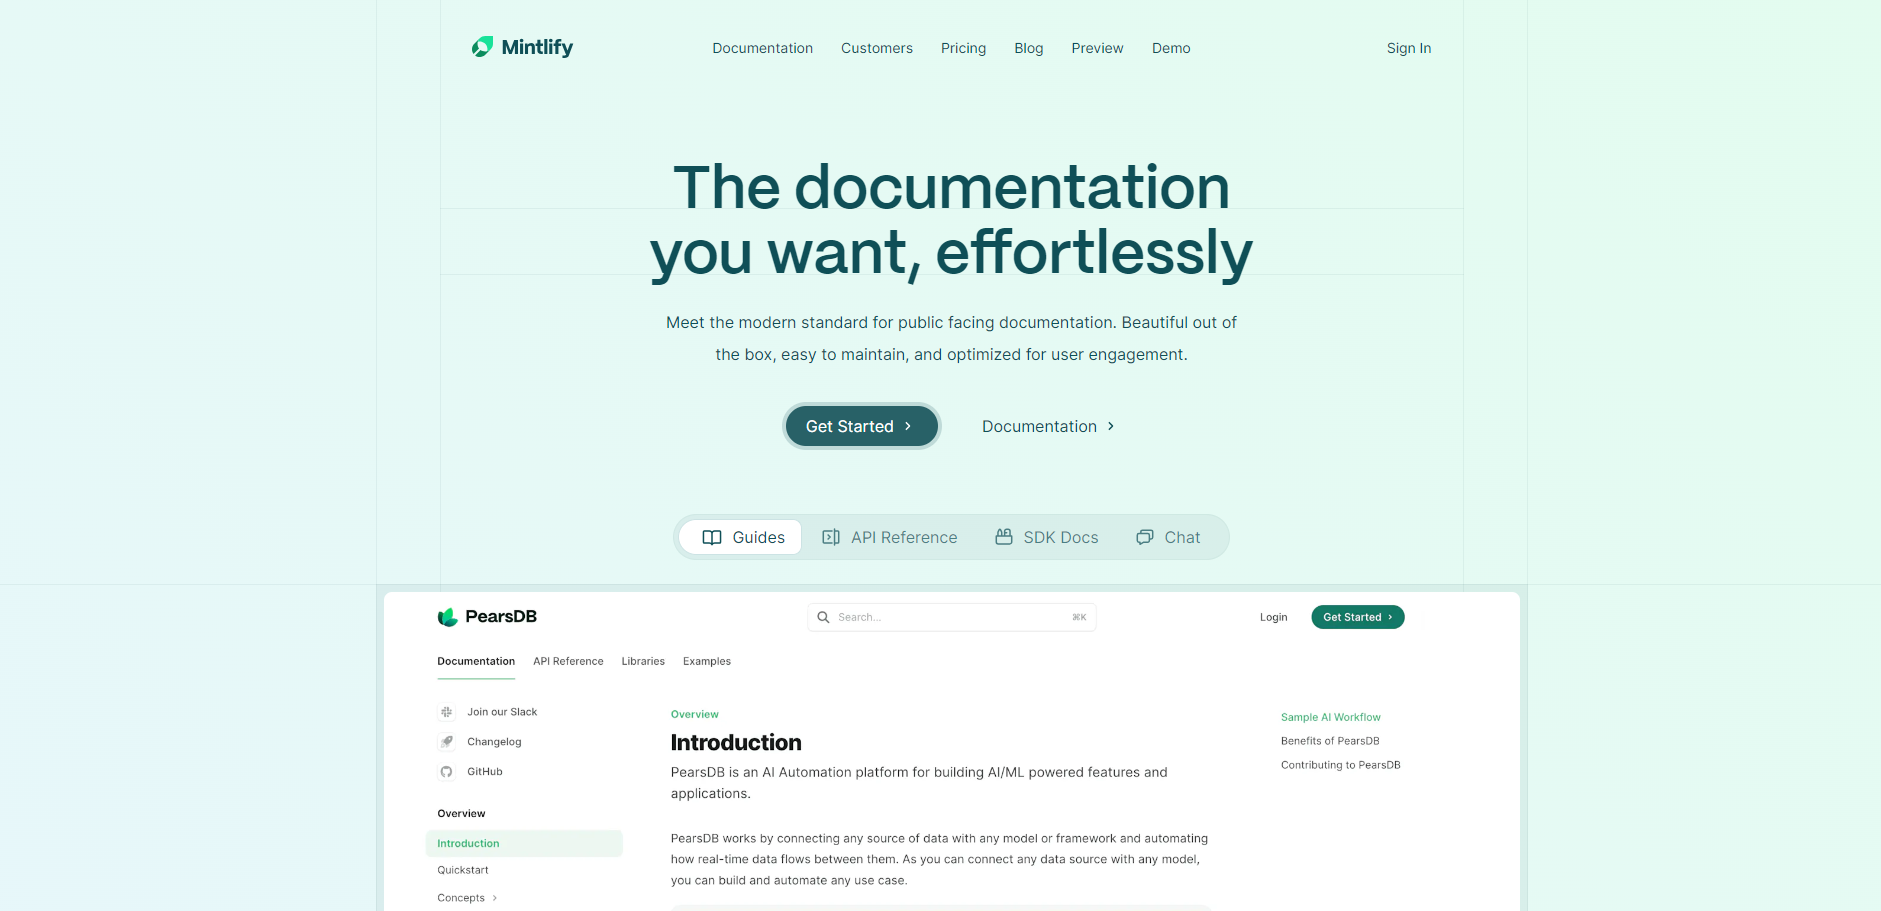 Mintlify
Documentation Customers Pricing Blog Preview Demo
Sign In
The documentation
you want, effortlessly
Meet the modern standard for public facing documentation. Beautiful out of
the box, easy to maintain, and optimized for user engagement.
Get Started
Documentation
Guides API Reference SDK Docs Chat
PearsDB
Search... ⌘K
Login
Get Started
Documentation API Reference Libraries Examples
Join our Slack
Changelog
GitHub
Overview
Introduction
Quickstart
Concepts
Overview
Introduction
PearsDB is an AI Automation platform for building AI/ML powered features and
applications.
PearsDB works by connecting any source of data with any model or framework and automating
how real-time data flows between them. As you can connect any data source with any model,
you can build and automate any use case.
Sample AI Workflow
Benefits of PearsDB
Contributing to PearsDB